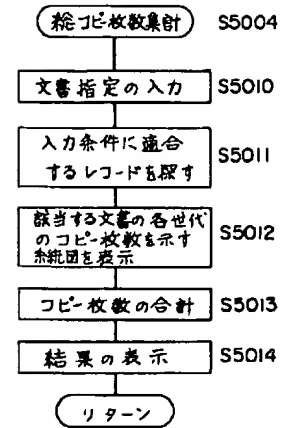 総コピー枚数集計 S5004
文書指定の入力 S5010
入力条件に適合
するレコードを探す S5011
該当する文書の各世代
のコピー枚数を示す S5012
系統図を表示
コピー枚数の合計 S5013
結果の表示 S5014
リターン